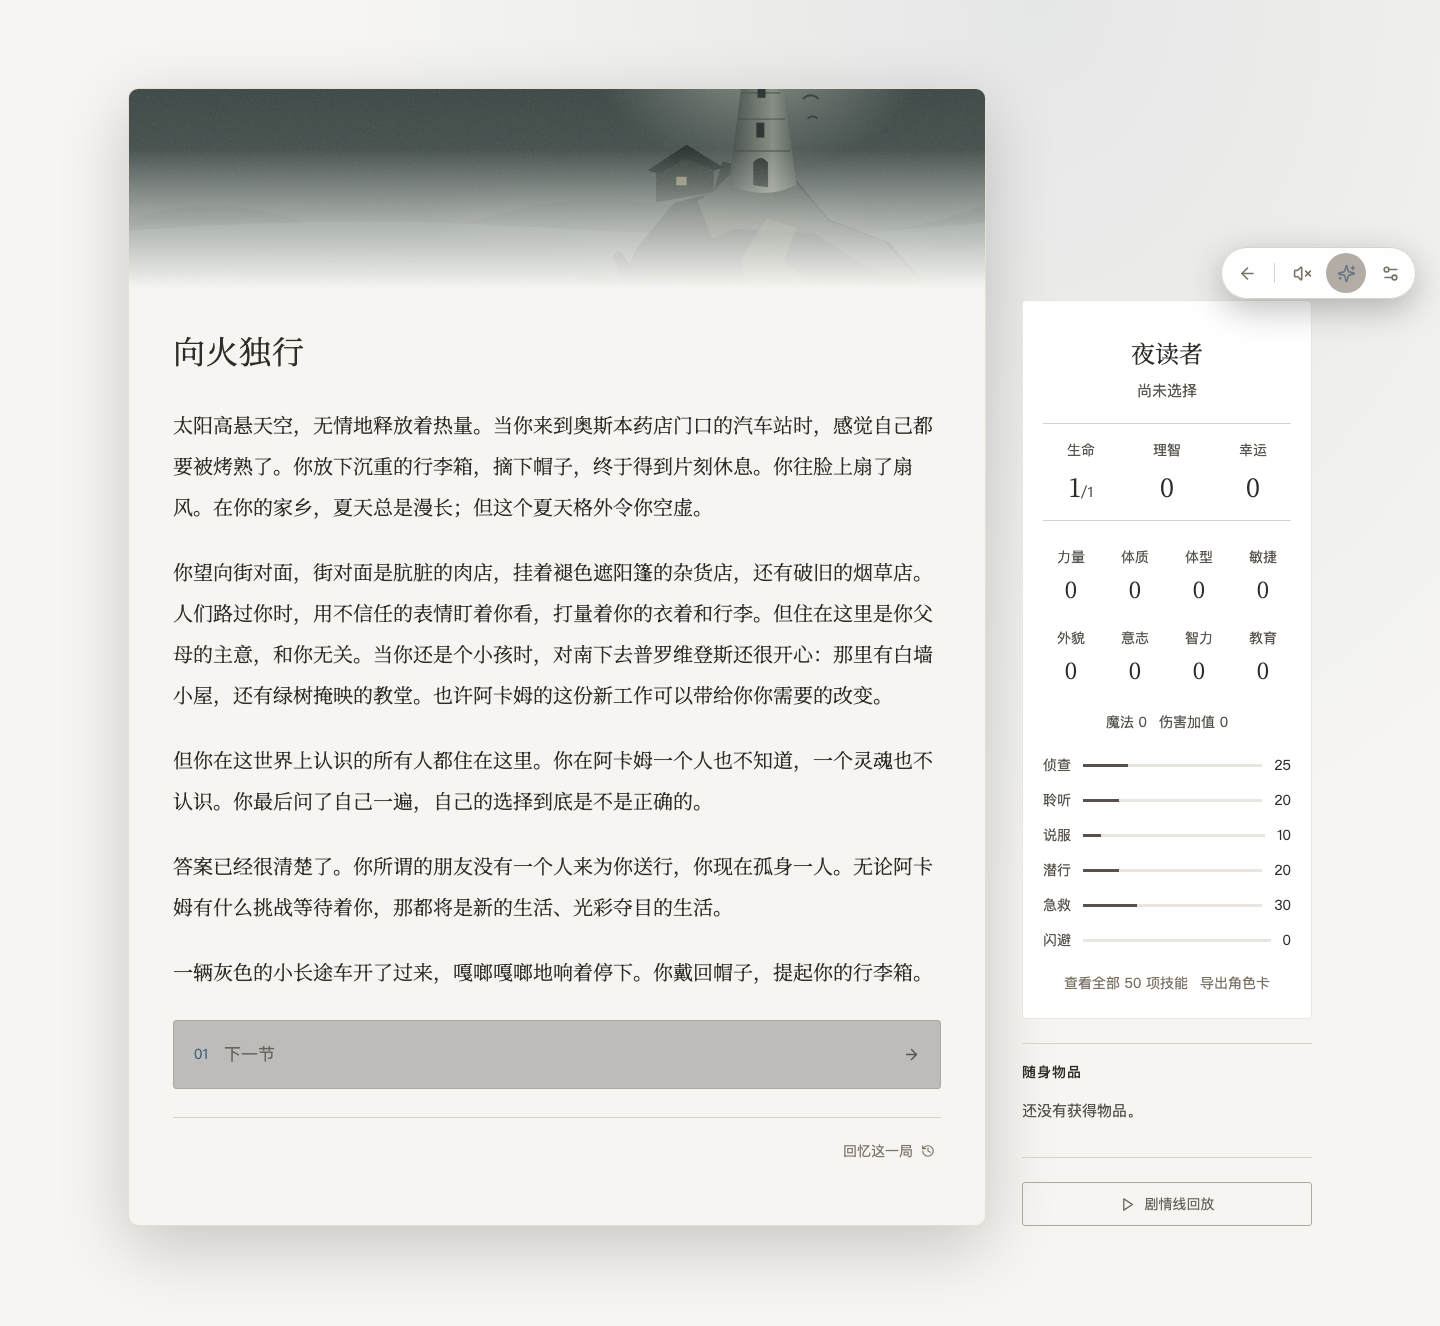 向火独行
太阳高悬天空，无情地释放着热量。当你来到奥斯本药店门口的汽车站时，感觉自己都
要被烤熟了。你放下沉重的行李箱，摘下帽子，终于得到片刻休息。你往脸上扇了扇
风。在你的家乡，夏天总是漫长；但这个夏天格外令你空虚。
你望向街对面，街对面是肮脏的肉店，挂着褪色遮阳篷的杂货店，还有破旧的烟草店。
人们路过你时，用不信任的表情盯着你看，打量着你的衣着和行李。但住在这里是你父
母的主意，和你无关。当你还是个小孩时，对南下去普罗维登斯还很开心：那里有白墙
小屋，还有绿树掩映的教堂。也许阿卡姆的这份新工作可以带给你你需要的改变。
但你在这世界上认识的所有人都住在这里。你在阿卡姆一个人也不知道，一个灵魂也不
认识。你最后问了自己一遍，自己的选择到底是不是正确的。
答案已经很清楚了。你所谓的朋友没有一个人来为你送行，你现在孤身一人。无论阿卡
姆有什么挑战等待着你，那都将是新的生活、光彩夺目的生活。
一辆灰色的小长途车开了过来，嘎啷嘎啷地响着停下。你戴回帽子，提起你的行李箱。
01 下一节
回忆这一局
夜读者
尚未选择
生命 理智 幸运
1/1 0 0
力量 体质 体型 敏捷
0 0 0 0
外貌 意志 智力 教育
0 0 0 0
魔法 0 伤害加值 0
侦查 25
聆听 20
说服 10
潜行 20
急救 30
闪避 0
查看全部 50 项技能 导出角色卡
随身物品
还没有获得物品。
剧情线回放